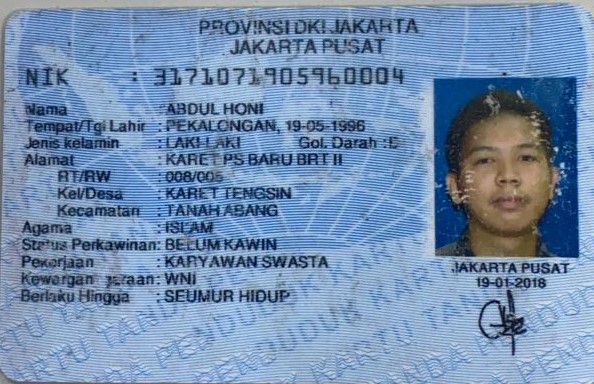 PROVINSI DKI JAKARTA
JAKARTA PUSAT
NIK : 3171071905960004
Nama : ABDUL HONI
Tempat/Tgl Lahir : PEKALONGAN, 19-05-1996
Jenis kelamin : LAKI-LAKI Gol. Darah :
Alamat : KARET PS BARU BRT II
RT/RW : 008/005
Kel/Desa : KARET TENGSIN
Kecamatan : TANAH ABANG
Agama : ISLAM
Status Perkawinan: BELUM KAWIN
Pekerjaan : KARYAWAN SWASTA
Kewarganegaraan: WNI
Berlaku Hingga : SEUMUR HIDUP
JAKARTA PUSAT
19-01-2018